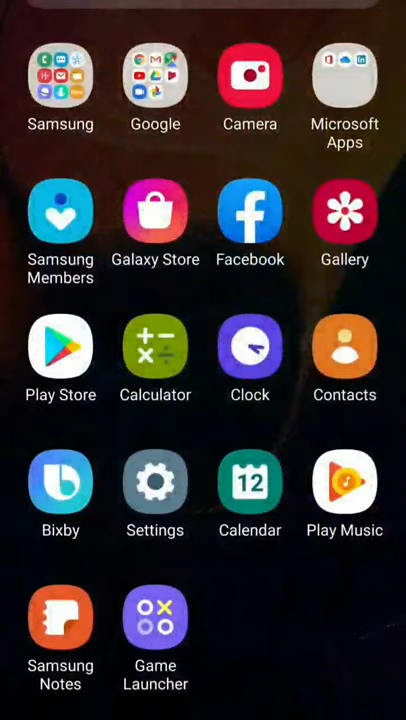 Samsung
Google
Camera
Microsoft
Apps
Samsung
Members
Galaxy Store
Facebook
Gallery
Play Store
Calculator
Clock
Contacts
Bixby
Settings
12
Calendar
Play Music
Samsung
Notes
Game
Launcher